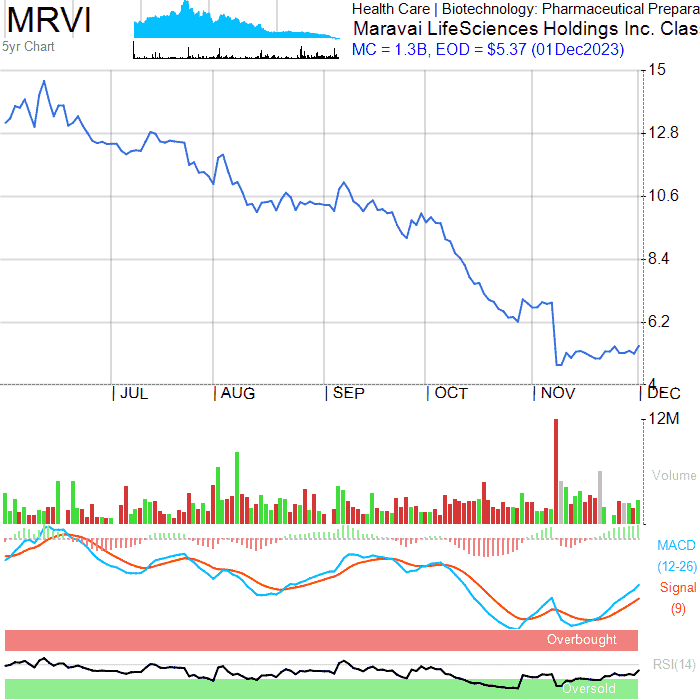 MRVI
5yr Chart
Health Care | Biotechnology: Pharmaceutical Prepara
Maravai LifeSciences Holdings Inc. Clas
MC = 1.3B, EOD = $5.37 (01Dec2023)
15
12.8
10.6
8.4
6.2
4
| JUL | AUG | SEP | OCT | NOV | DEC
12M
Volume
MACD
(12-26)
Signal
(9)
Overbought
RSI(14)
Oversold